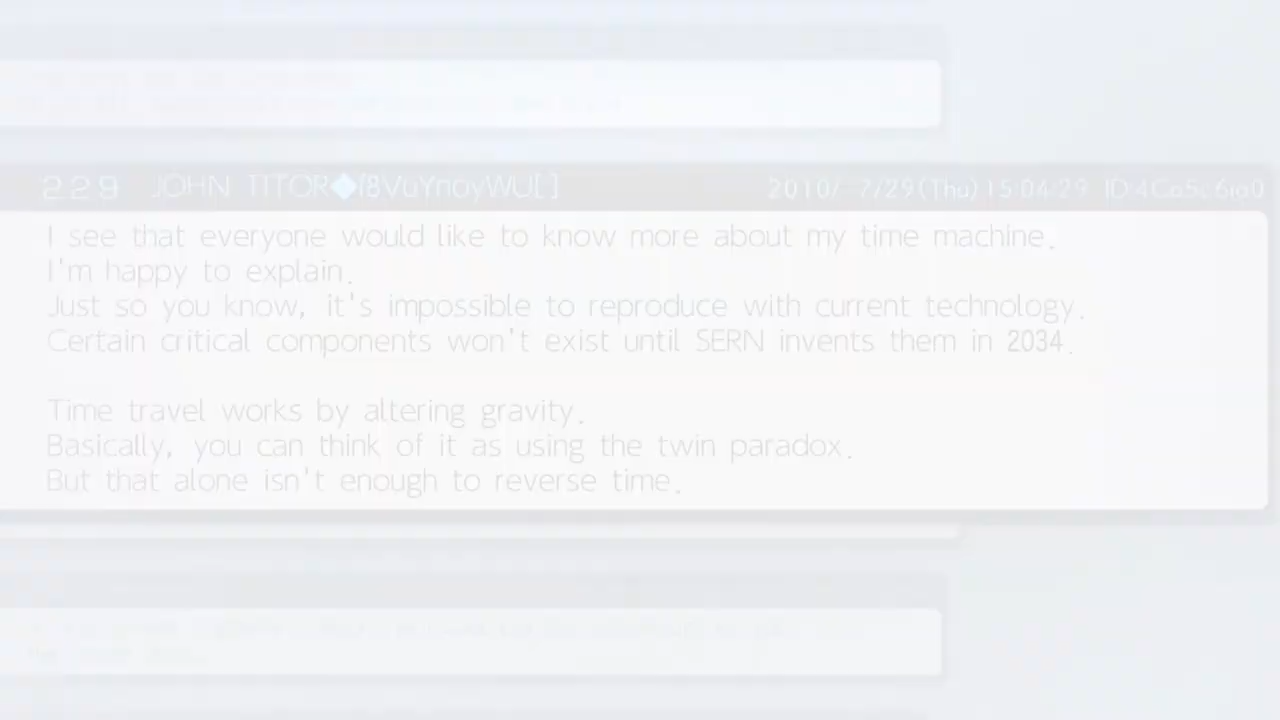 229 JOHN TITOR◆f8VuYnoyWU[] 2010/ 7/29(Thu) 15:04:29 ID:4Ca5c6iq0
I see that everyone would like to know more about my time machine.
I'm happy to explain.
Just so you know, it's impossible to reproduce with current technology.
Certain critical components won't exist until SERN invents them in 2034.
Time travel works by altering gravity.
Basically, you can think of it as using the twin paradox.
But that alone isn't enough to reverse time.